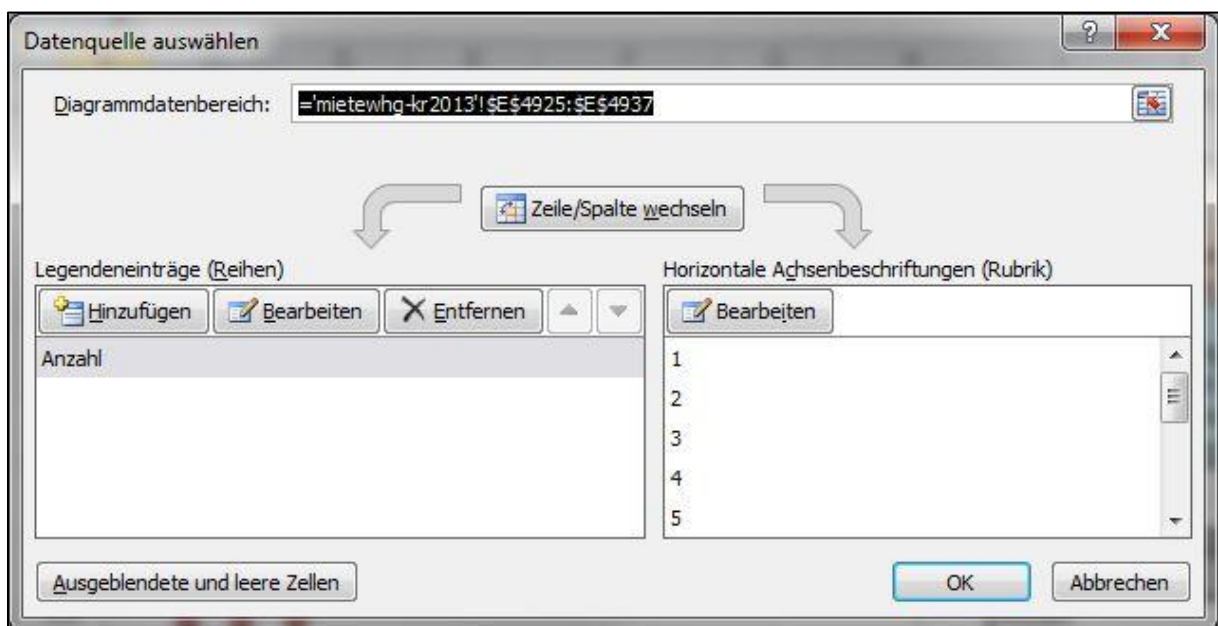 Datenquelle auswählen
?
X
Diagrammdatenbereich: ='mietewhg-kr2013'!$E$4925:$E$4937
Zeile/Spalte wechseln
Legendeneinträge (Reihen)
Hinzufügen Bearbeiten Entfernen
Anzahl
Horizontale Achsenbeschriftungen (Rubrik)
Bearbeiten
1
2
3
4
5
Ausgeblendete und leere Zellen
OK Abbrechen